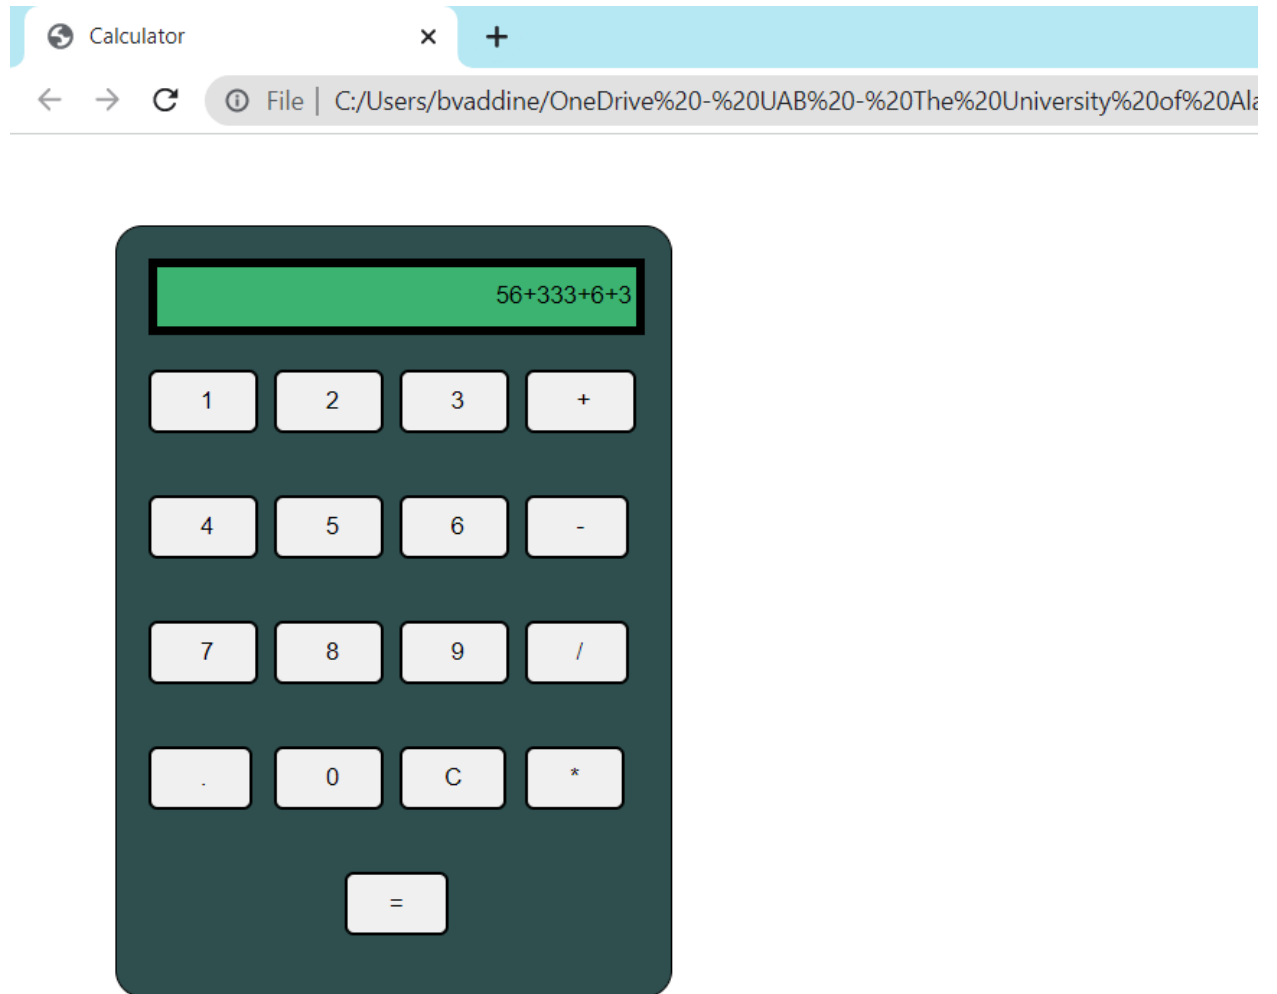 Calculator
File | C:/Users/bvaddine/OneDrive%20-%20UAB%20-%20The%20University%20of%20Ala
56+333+6+3
1 2 3 +
4 5 6 -
7 8 9 /
. 0 C *
=